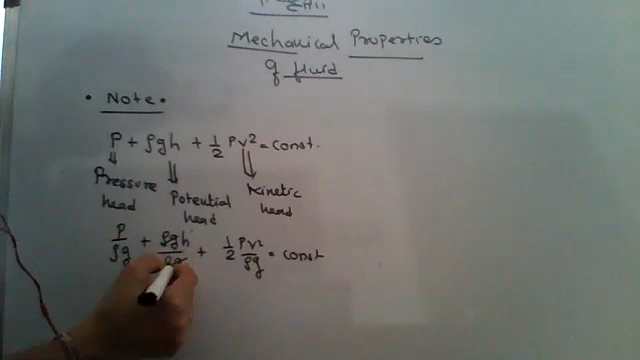 Mechanical Properties
of fluid
• Note •
P + ρgh + 1/2 ρv² = const.
Pressure head
Potential head
Kinetic head
P/ρg + ρgh/ρg + 1/2 ρv²/ρg = const